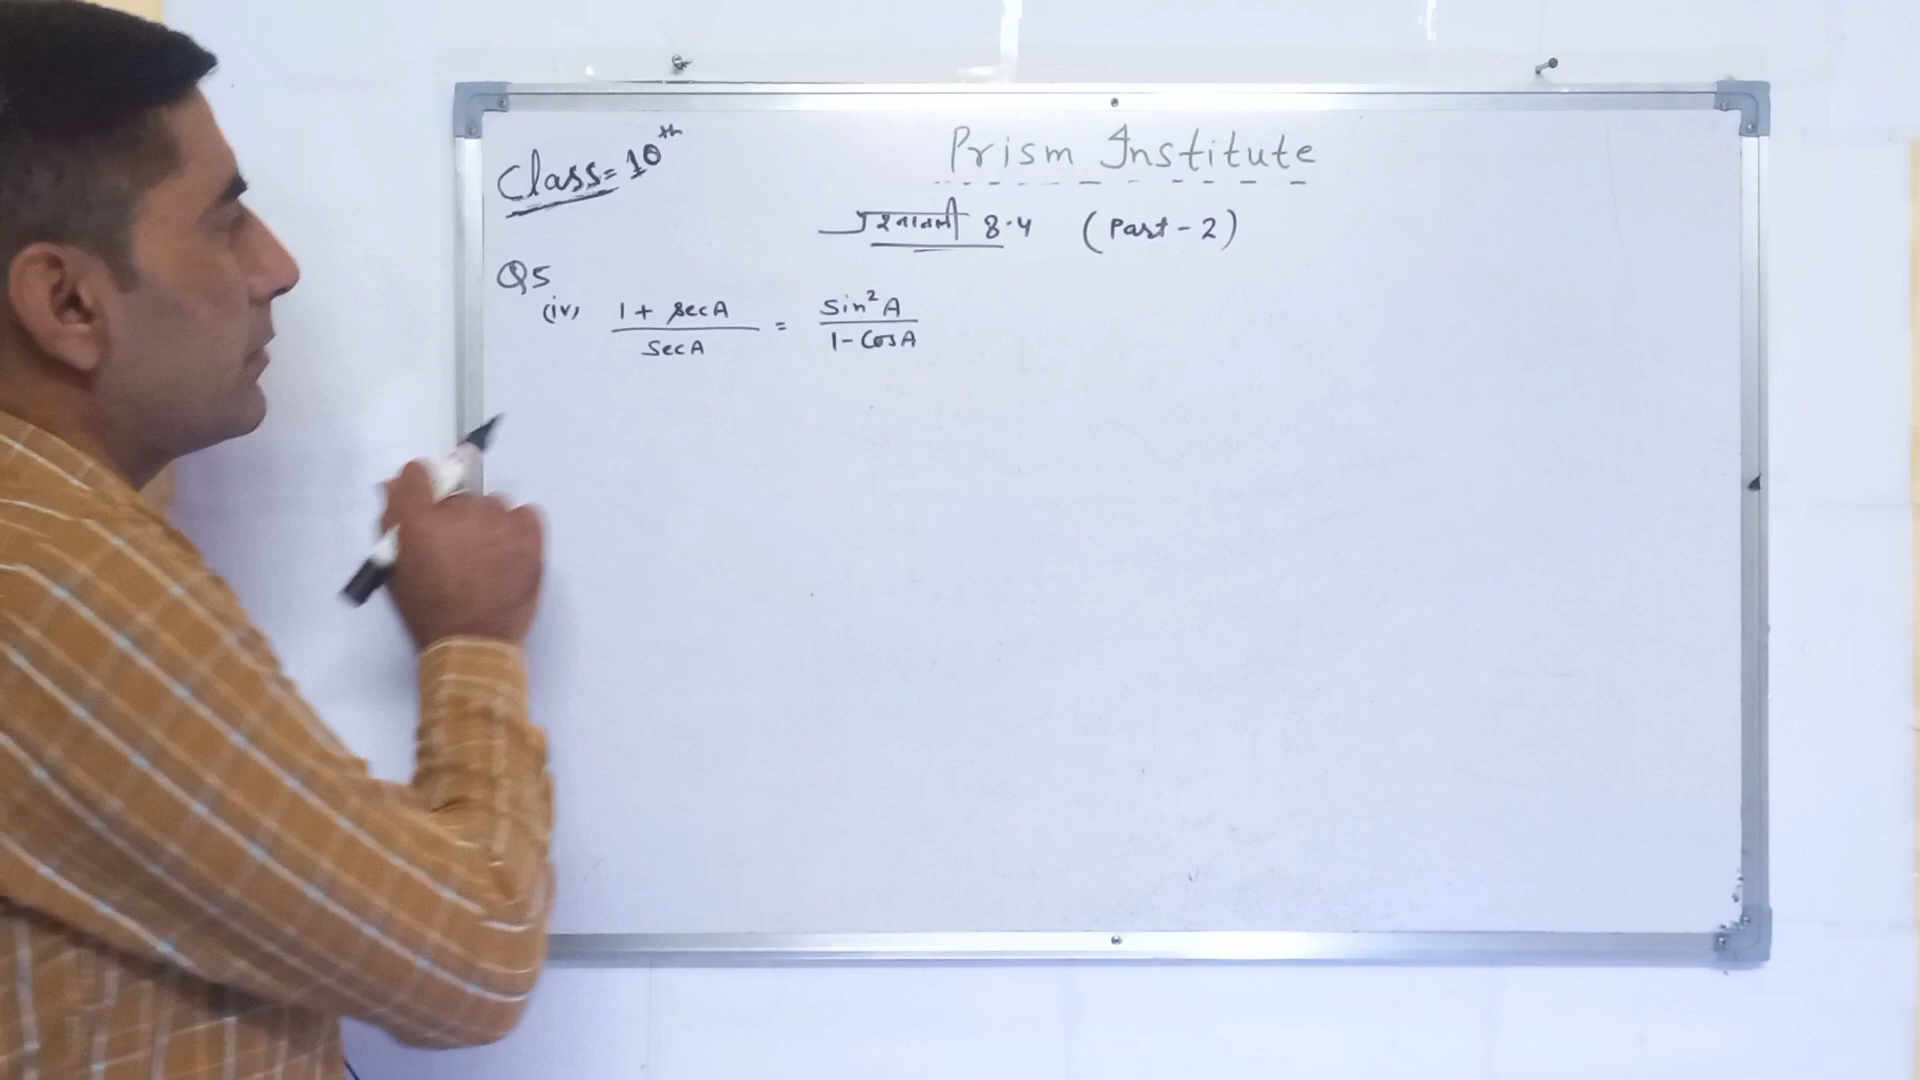 Class = 10th
Prism Institute
प्रश्नावली 8.4 (Part - 2)
Q5
(iv) (1 + secA)/(SecA) = (Sin²A)/(1 - CosA)